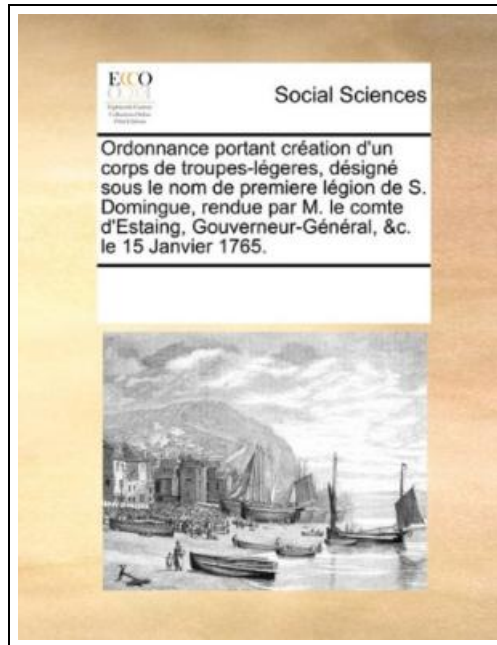 ECCO
Social Sciences
Ordonnance portant création d'un
corps de troupes-légeres, désigné
sous le nom de premiere légion de S.
Domingue, rendue par M. le comte
d'Estaing, Gouverneur-Général, &c.
le 15 Janvier 1765.